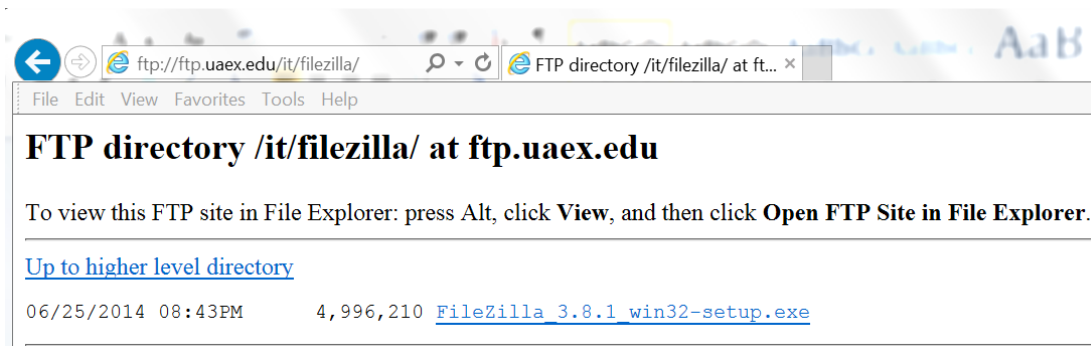 AaB
ftp://ftp.uaex.edu/it/filezilla/
FTP directory /it/filezilla/ at ft... ×
File Edit View Favorites Tools Help
FTP directory /it/filezilla/ at ftp.uaex.edu
To view this FTP site in File Explorer: press Alt, click View, and then click Open FTP Site in File Explorer.
Up to higher level directory
06/25/2014 08:43PM 4,996,210 FileZilla_3.8.1_win32-setup.exe